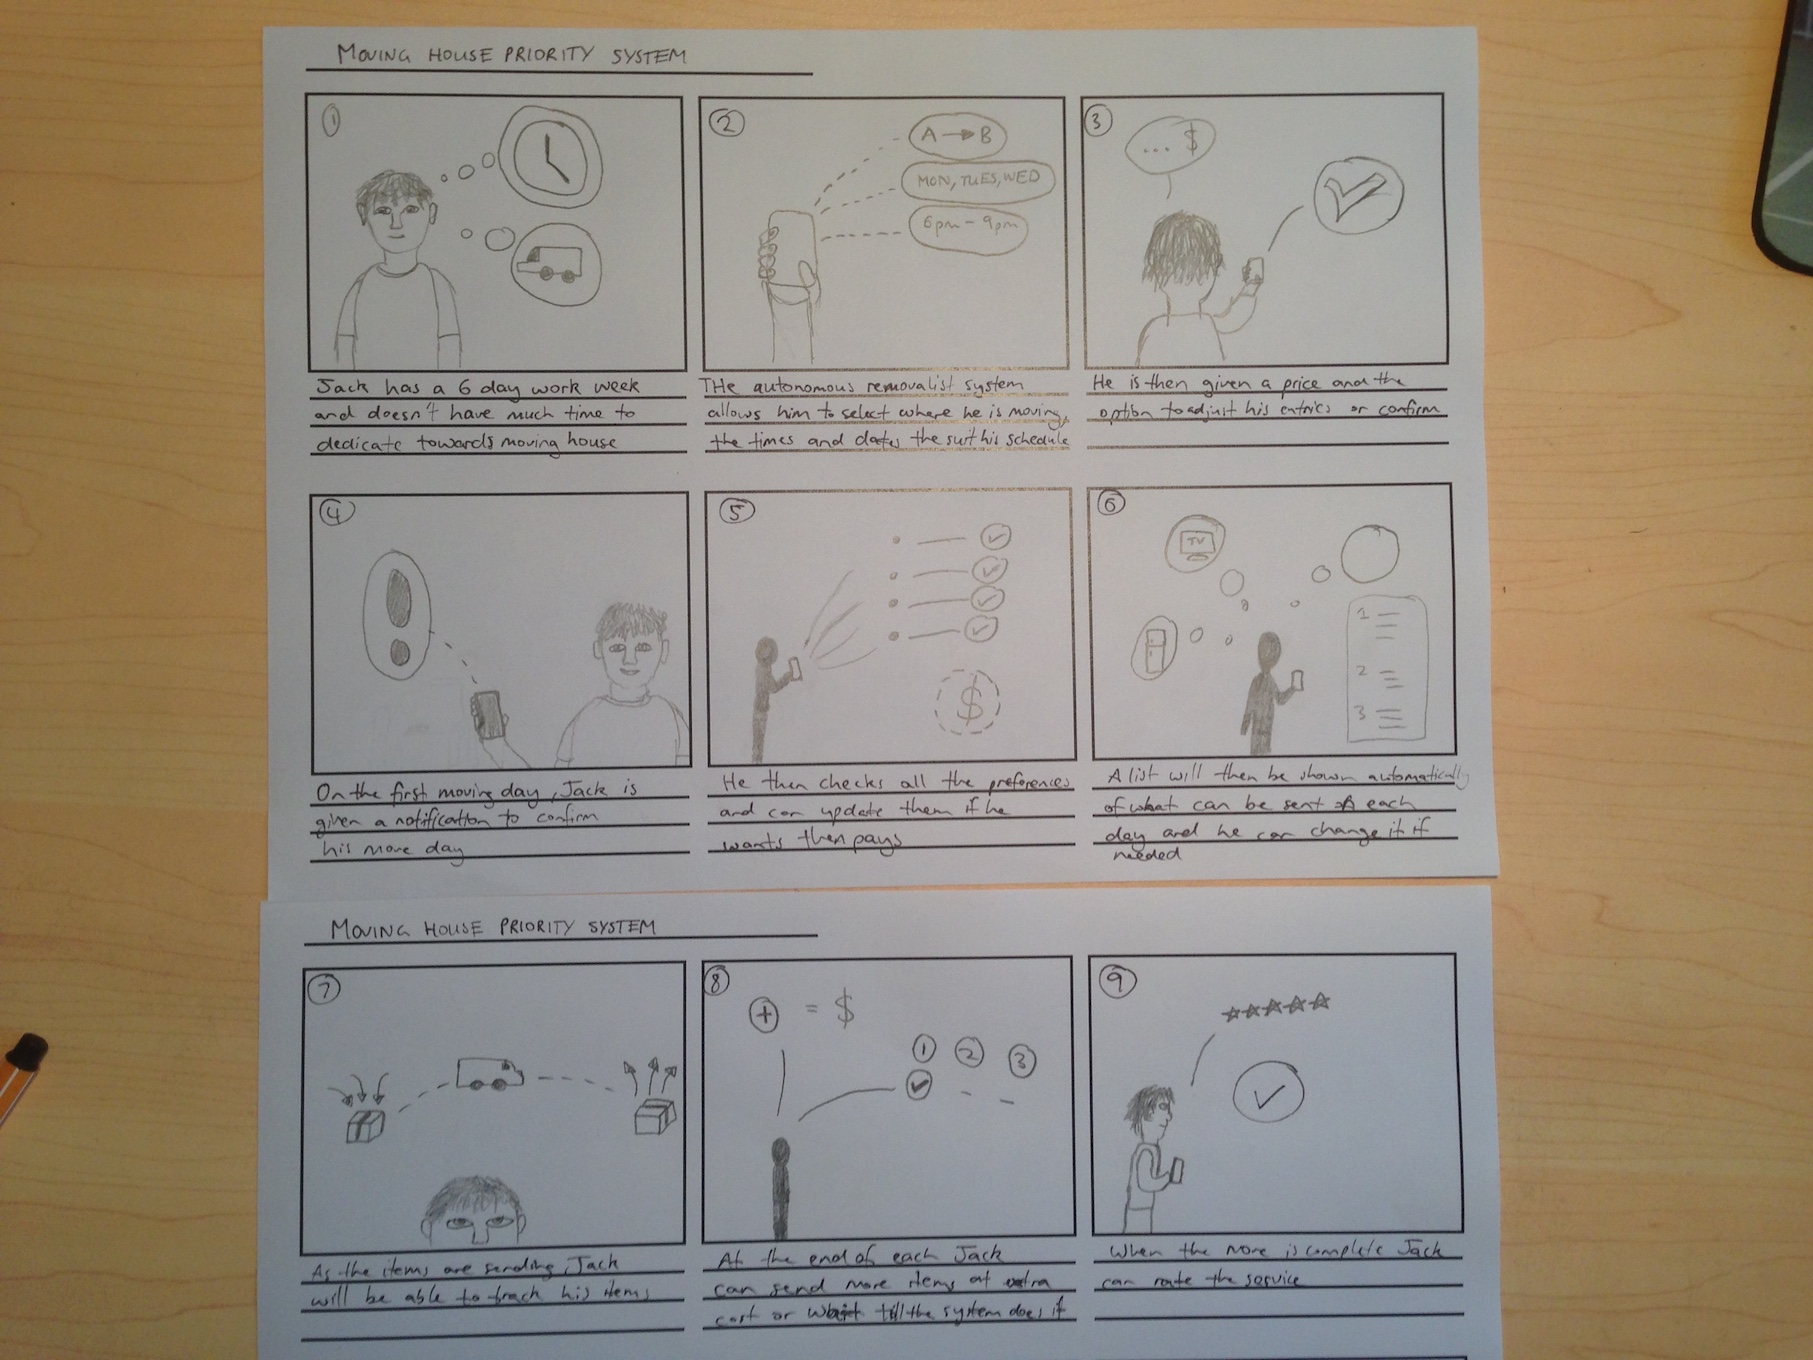 MOVING HOUSE PRIORITY SYSTEM
1
Jack has a 6 day work week
and doesn't have much time to
dedicate towards moving house
2
A → B
MON, TUES, WED
6pm - 9pm
THe autonomous removalist system
allows him to select where he is moving,
the times and dates the suit his schedule
3
... $
He is then given a price and the
option to adjust his entries or confirm
4
On the first moving day, Jack is
given a notification to confirm
his move day
5
$
He then checks all the preferences
and can update them if he
wants then pays
6
TV
1
2
3
A list will then be shown automatically
of what can be sent each
day and he can change it if
needed
MOVING HOUSE PRIORITY SYSTEM
7
As the items are sending, Jack
will be able to track his items
8
+ = $
1 2 3
At the end of each Jack
can send more items at extra
cost or wait till the system does it
9
When the move is complete Jack
can rate the service